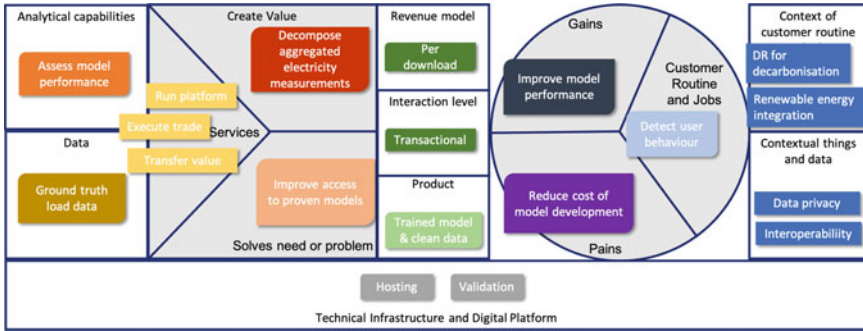 Analytical capabilities
Assess model
performance
Data
Ground truth
load data
Create Value
Decompose
aggregated
electricity
measurements
Run platform
Execute trade
Services
Transfer value
Improve access
to proven models
Solves need or problem
Revenue model
Per
download
Interaction level
Transactional
Product
Trained model
& clean data
Gains
Improve model
performance
Customer
Routine
and Jobs
Detect user
behaviour
Reduce cost of
model development
Pains
Context of
customer routine
DR for
decarbonisation
Renewable energy
integration
Contextual things
and data
Data privacy
Interoperabiliity
Hosting
Validation
Technical Infrastructure and Digital Platform